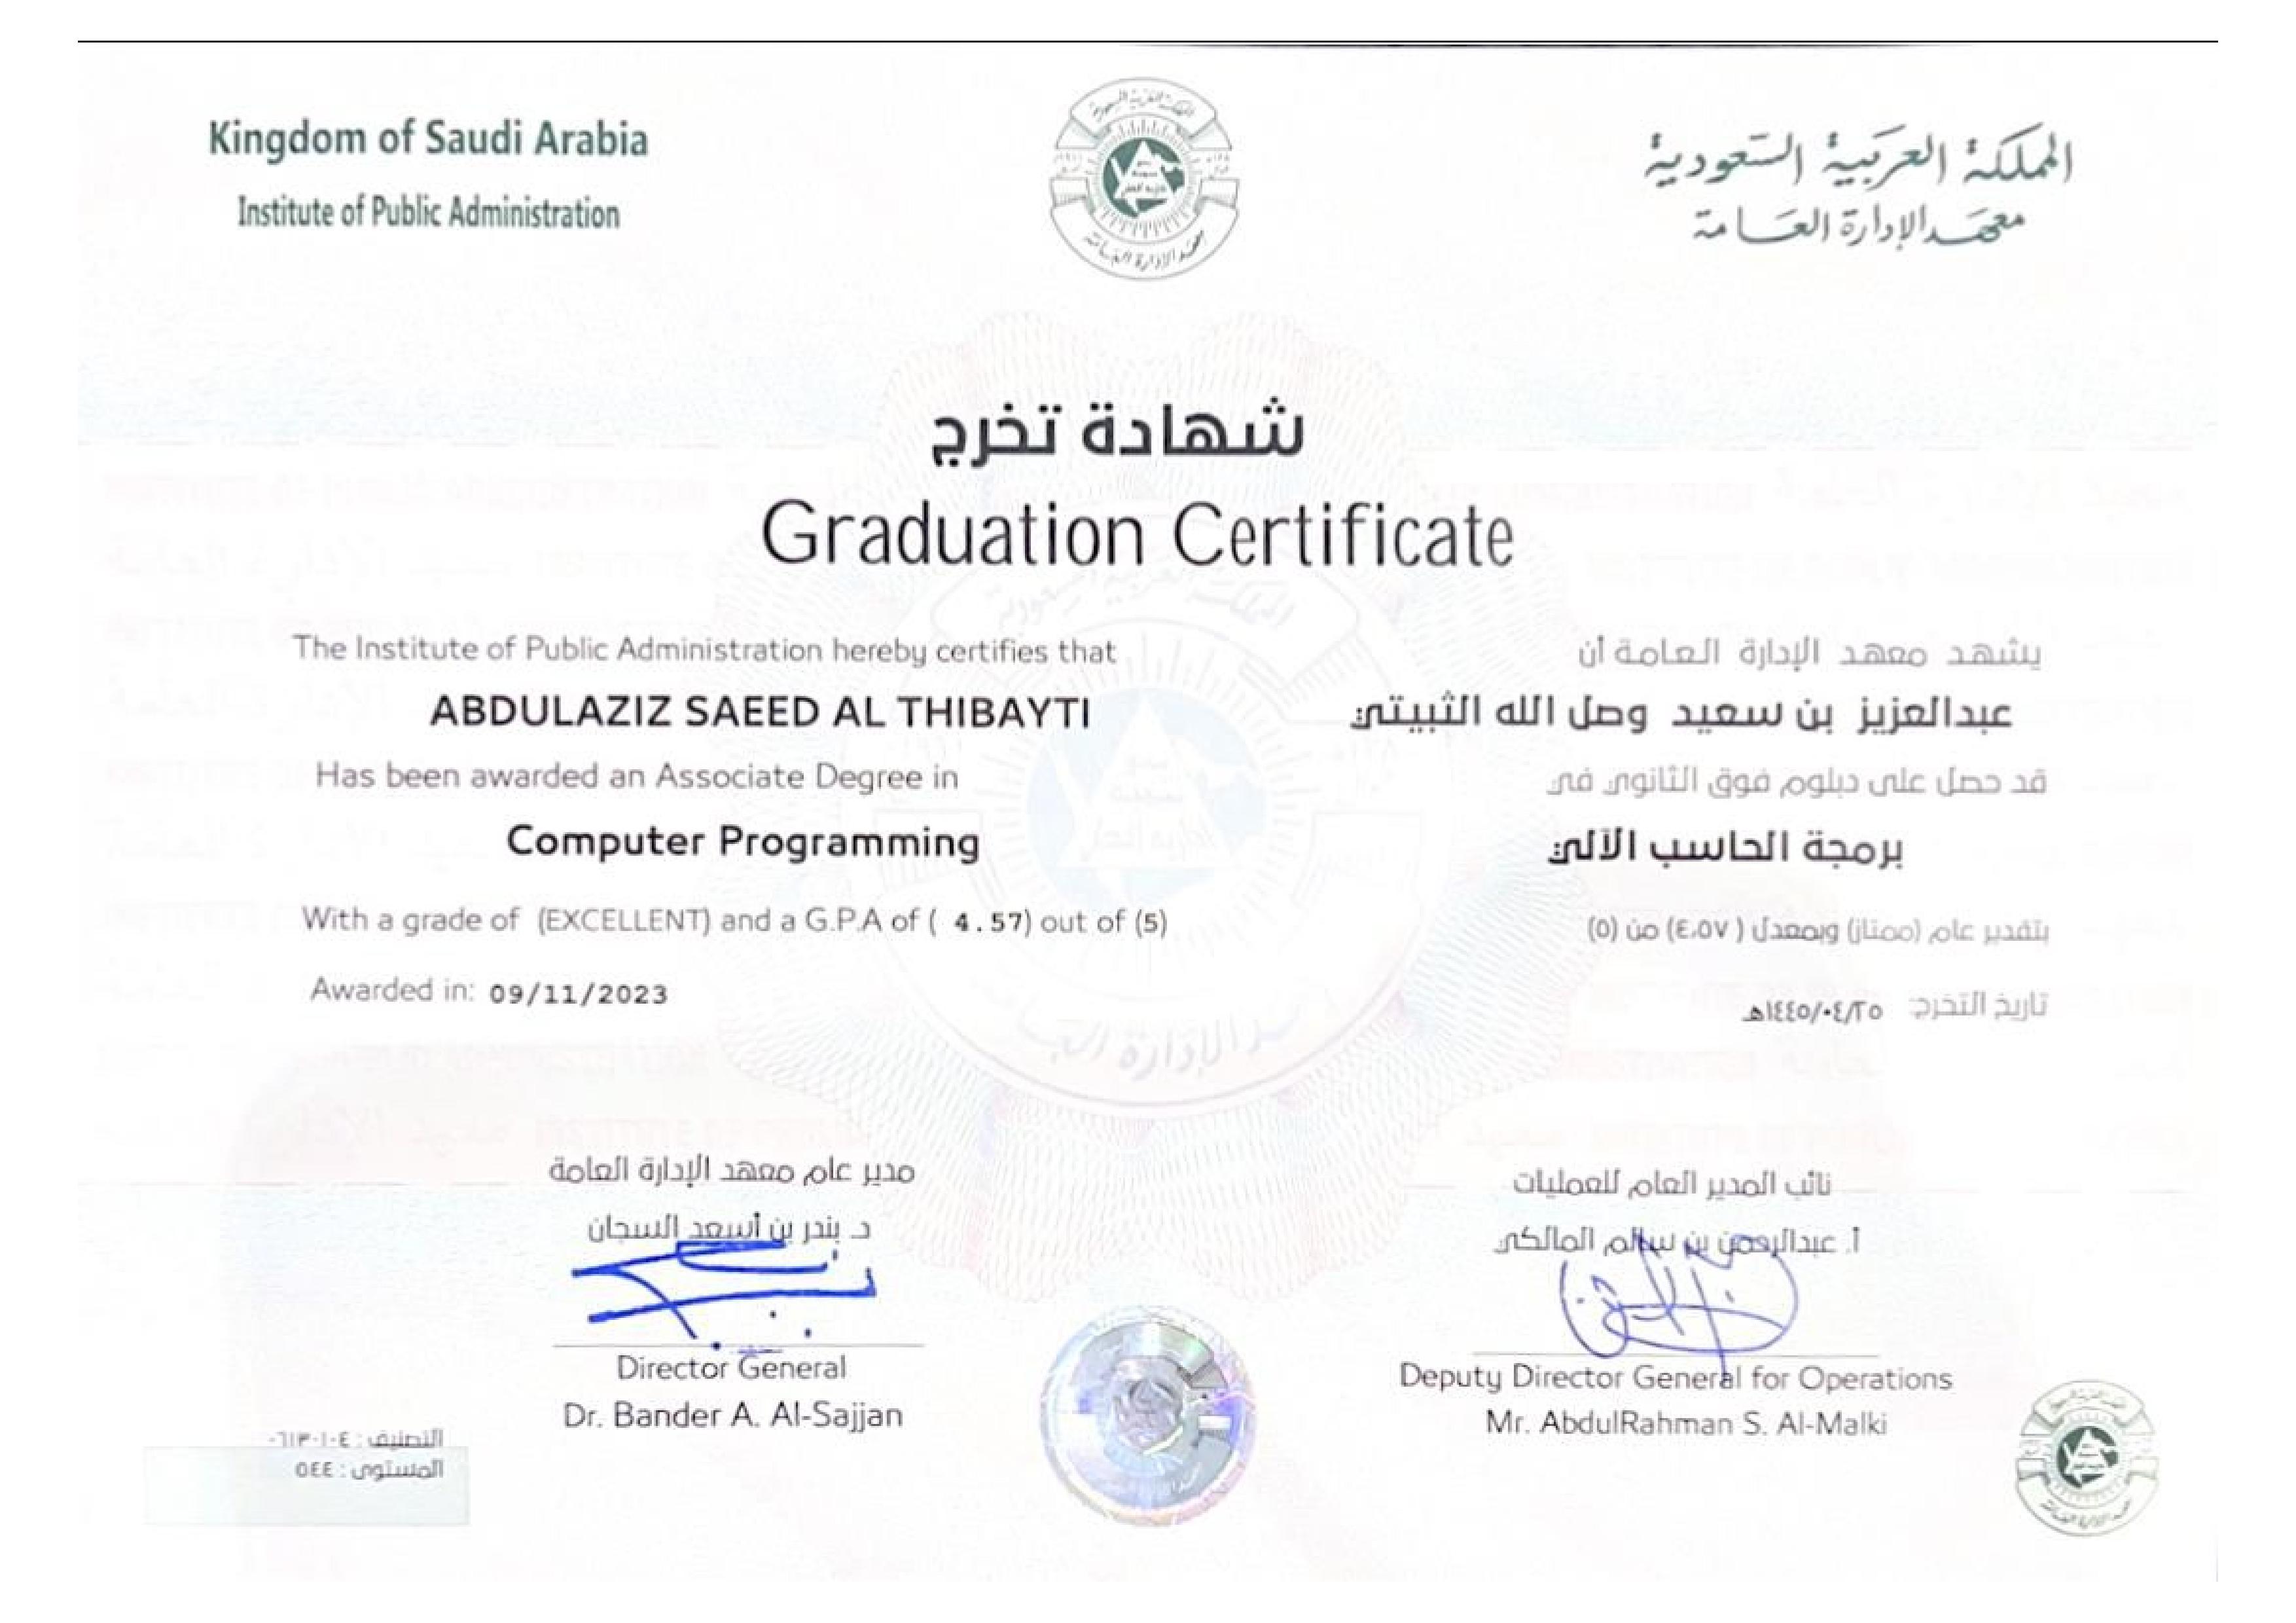 Kingdom of Saudi Arabia
Institute of Public Administration
المملكة العربية السعودية
معهد الإدارة العامة
شهادة تخرج
Graduation Certificate
The Institute of Public Administration hereby certifies that
ABDULAZIZ SAEED AL THIBAYTI
Has been awarded an Associate Degree in
Computer Programming
With a grade of (EXCELLENT) and a G.P.A of ( 4.57) out of (5)
Awarded in: 09/11/2023
يشهد معهد الإدارة العامة أن
عبدالعزيز بن سعيد وصل الله الثبيتي
قد حصل على دبلوم فوق الثانوي في
برمجة الحاسب الآلي
بتقدير عام (ممتاز) وبمعدل (٤،٥٧ ) من (٥)
تاريخ التخرج: ١٤٤٥/٠٤/٢٥هـ
مدير عام معهد الإدارة العامة
د. بندر بن أسعد السجان
Director General
Dr. Bander A. Al-Sajjan
نائب المدير العام للعمليات
أ. عبدالرحمن بن سالم المالكي
Deputy Director General for Operations
Mr. AbdulRahman S. Al-Malki
التصنيف : ٠٦١٣٠١٠٤
المستوى : ٥٤٤